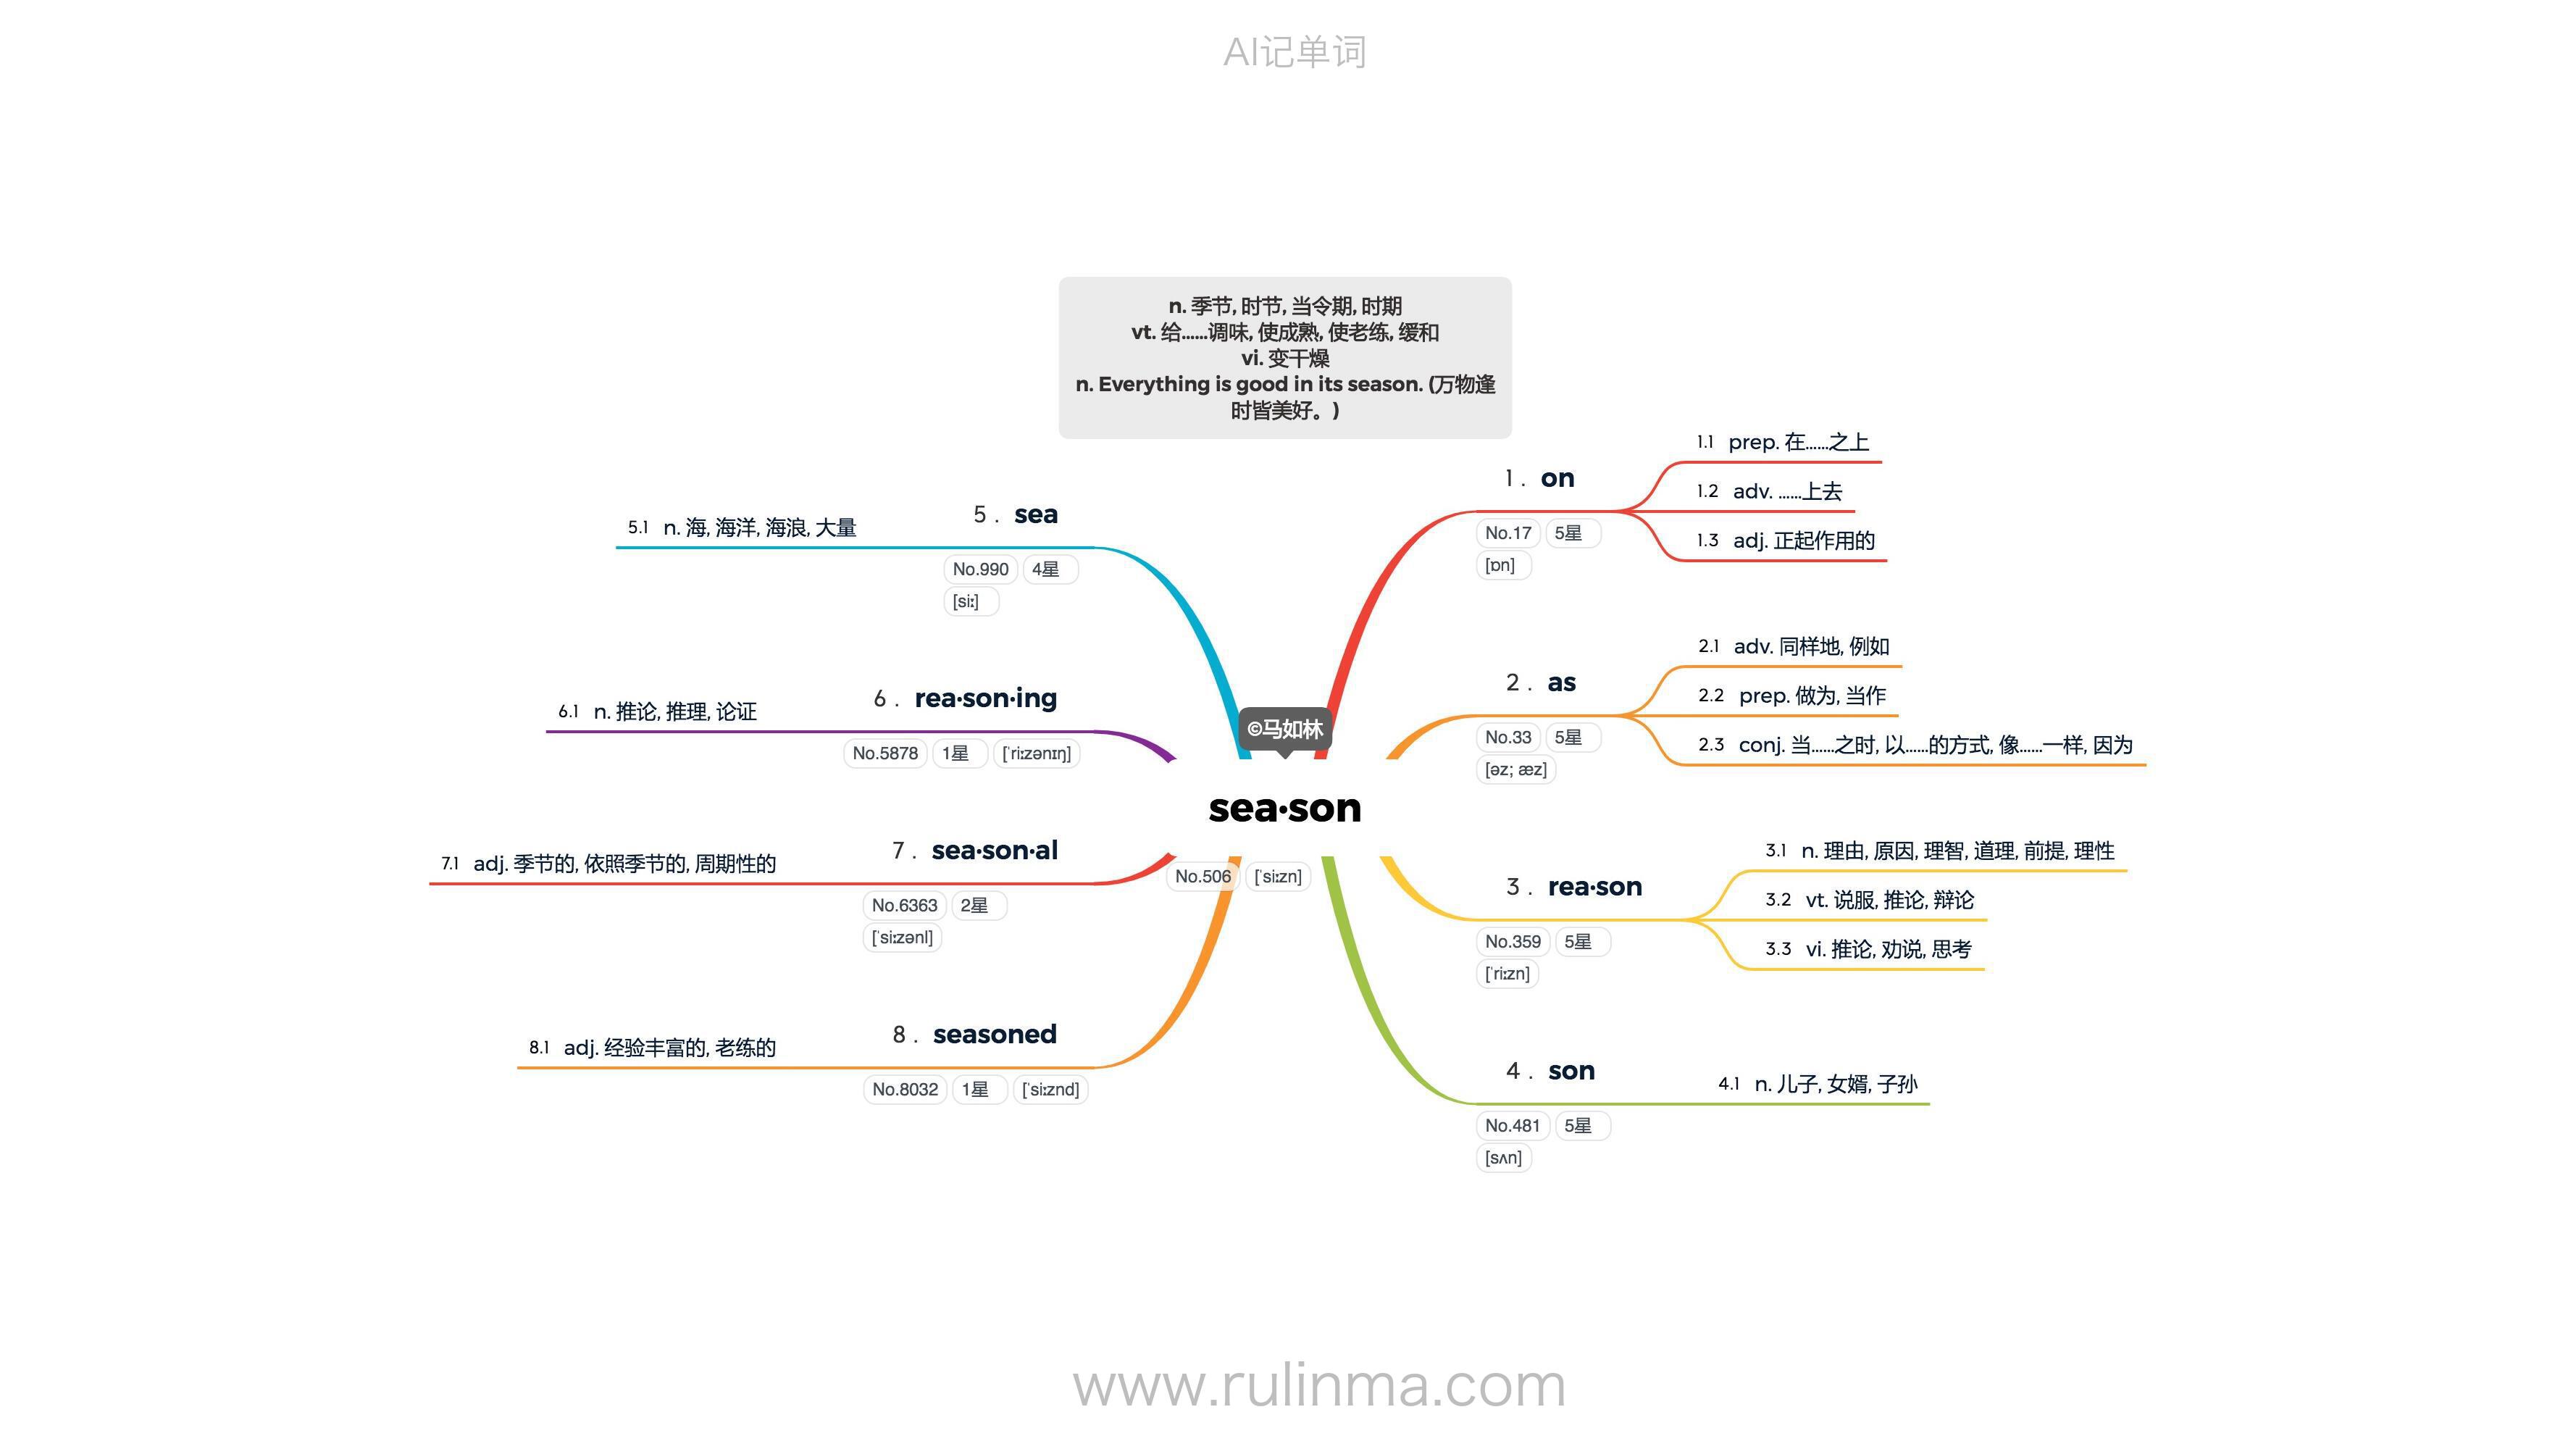 AI记单词
n. 季节, 时节, 当令期, 时期
vt. 给......调味, 使成熟, 使老练, 缓和
vi. 变干燥
n. Everything is good in its season. (万物逢
时皆美好。)
1 . on
No.17 5星
[ɒn]
1.1 prep. 在......之上
1.2 adv. ......上去
1.3 adj. 正起作用的
2 . as
No.33 5星
[əz; æz]
2.1 adv. 同样地, 例如
2.2 prep. 做为, 当作
2.3 conj. 当......之时, 以......的方式, 像......一样, 因为
3 . rea·son
No.359 5星
[ˈriːzn]
3.1 n. 理由, 原因, 理智, 道理, 前提, 理性
3.2 vt. 说服, 推论, 辩论
3.3 vi. 推论, 劝说, 思考
4 . son
No.481 5星
[sʌn]
4.1 n. 儿子, 女婿, 子孙
5 . sea
No.990 4星
[siː]
5.1 n. 海, 海洋, 海浪, 大量
6 . rea·son·ing
No.5878 1星 [ˈriːzənɪŋ]
6.1 n. 推论, 推理, 论证
7 . sea·son·al
No.6363 2星
[ˈsiːzənl]
7.1 adj. 季节的, 依照季节的, 周期性的
8 . seasoned
No.8032 1星 [ˈsiːznd]
8.1 adj. 经验丰富的, 老练的
©马如林
sea·son
No.506 [ˈsiːzn]
www.rulinma.com